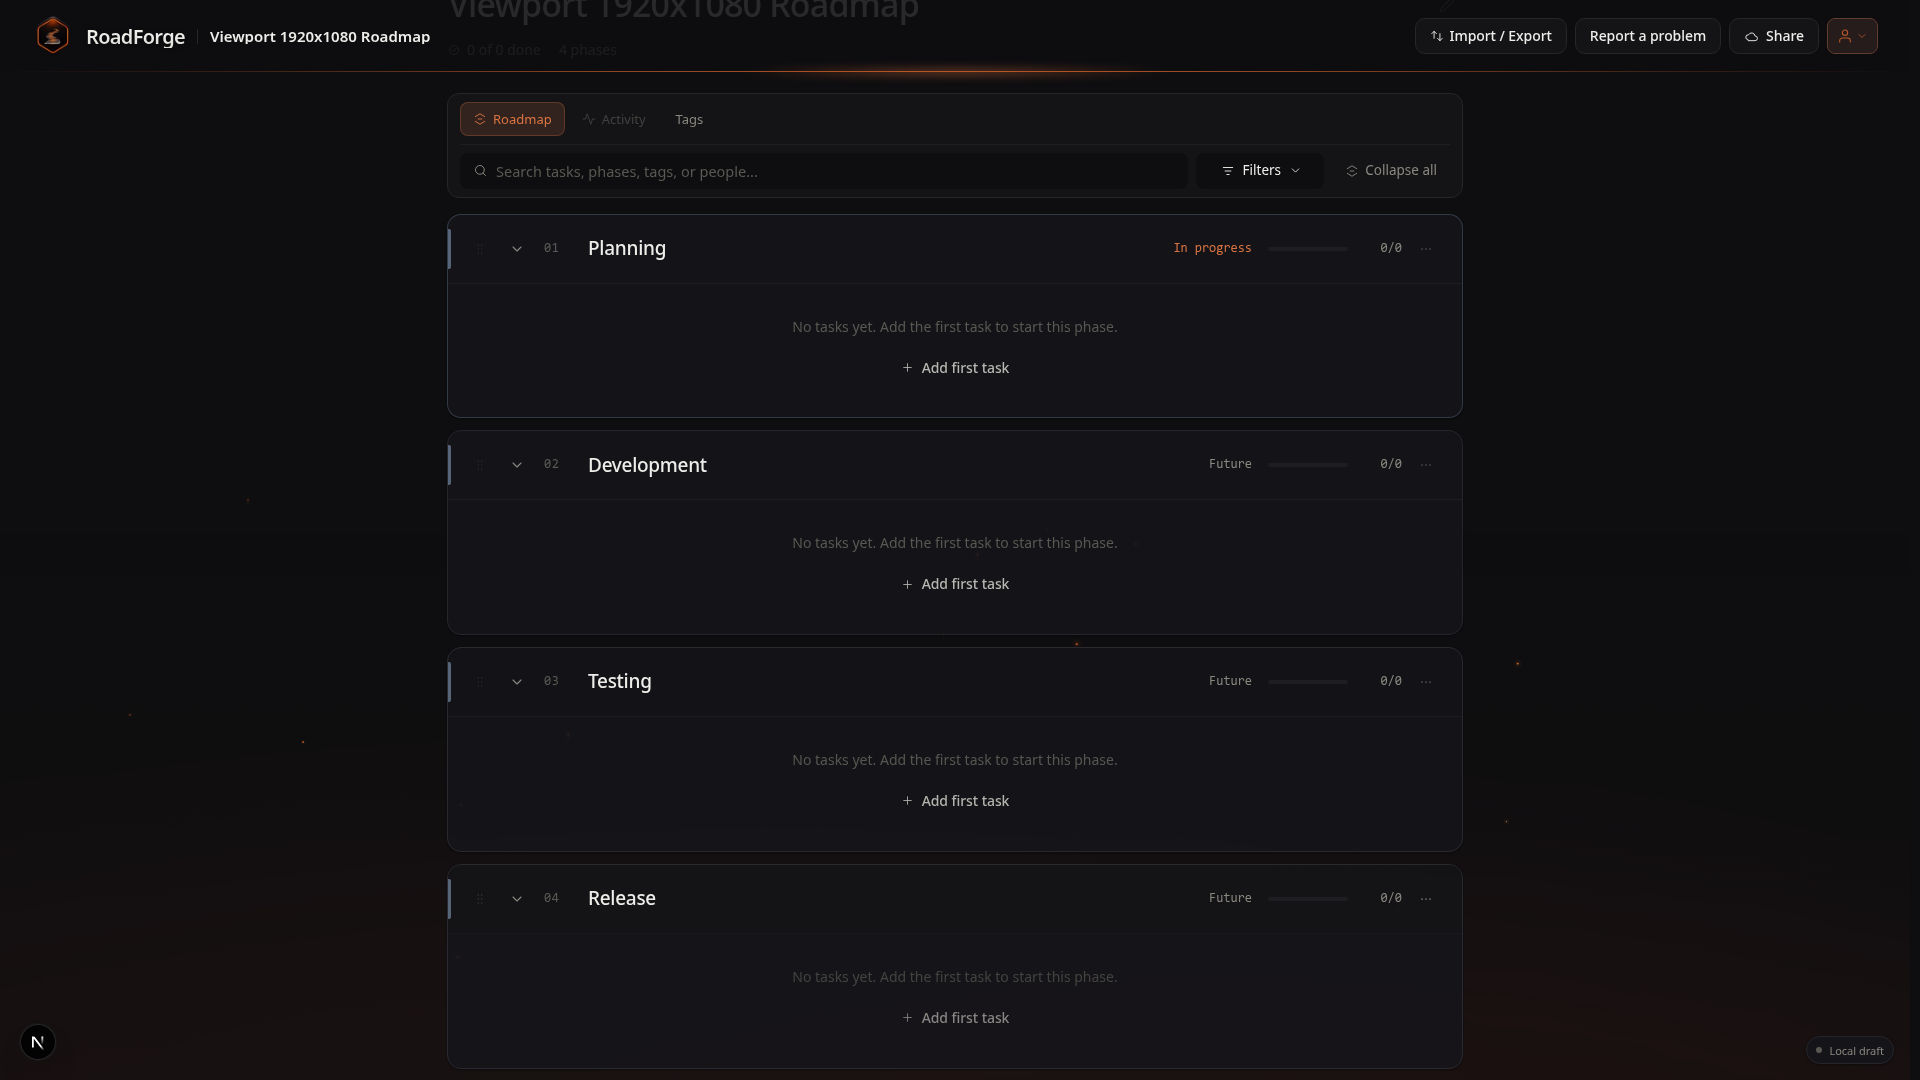 Viewport 1920x1080 Roadmap
RoadForge
Viewport 1920x1080 Roadmap
0 of 0 done 4 phases
Import / Export
Report a problem
Share
Roadmap Activity Tags
Search tasks, phases, tags, or people...
Filters
Collapse all
01 Planning In progress 0/0
No tasks yet. Add the first task to start this phase.
+ Add first task
02 Development Future 0/0
No tasks yet. Add the first task to start this phase.
+ Add first task
03 Testing Future 0/0
No tasks yet. Add the first task to start this phase.
+ Add first task
04 Release Future 0/0
No tasks yet. Add the first task to start this phase.
+ Add first task
N
Local draft